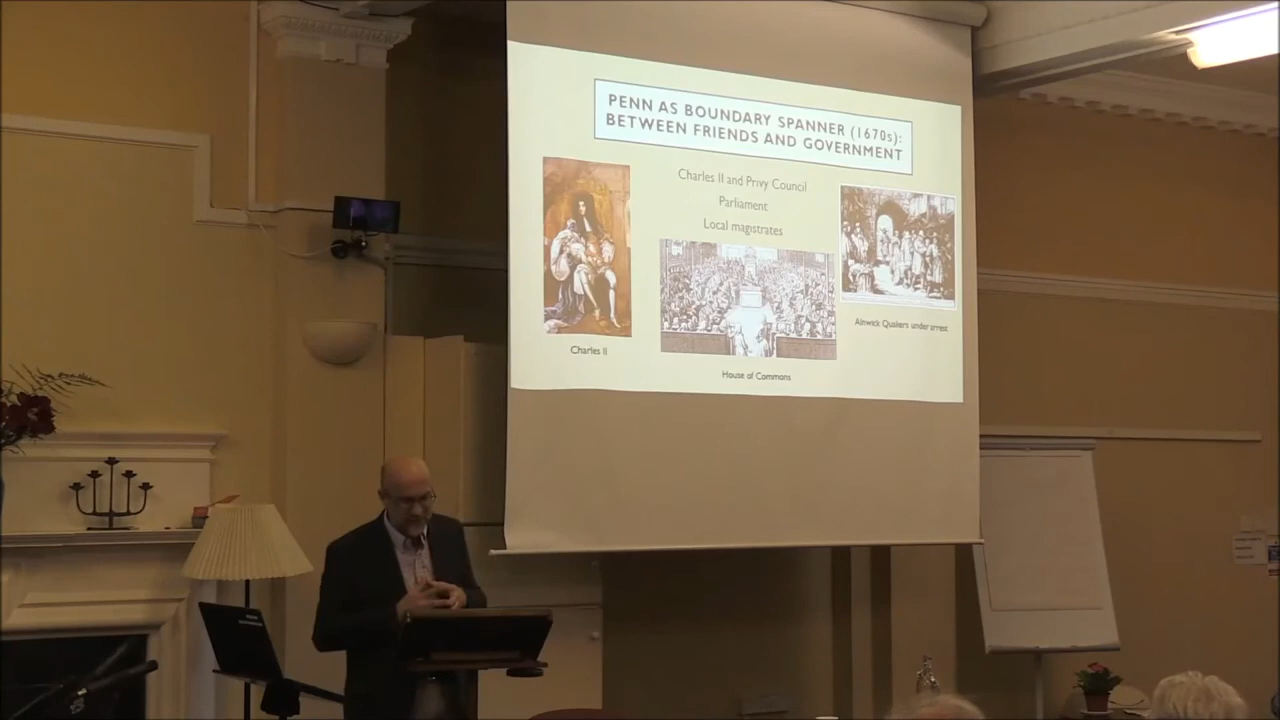 PENN AS BOUNDARY SPANNER (1670s):
BETWEEN FRIENDS AND GOVERNMENT
Charles II and Privy Council
Parliament
Local magistrates
Charles II
House of Commons
Alnwick Quakers under arrest